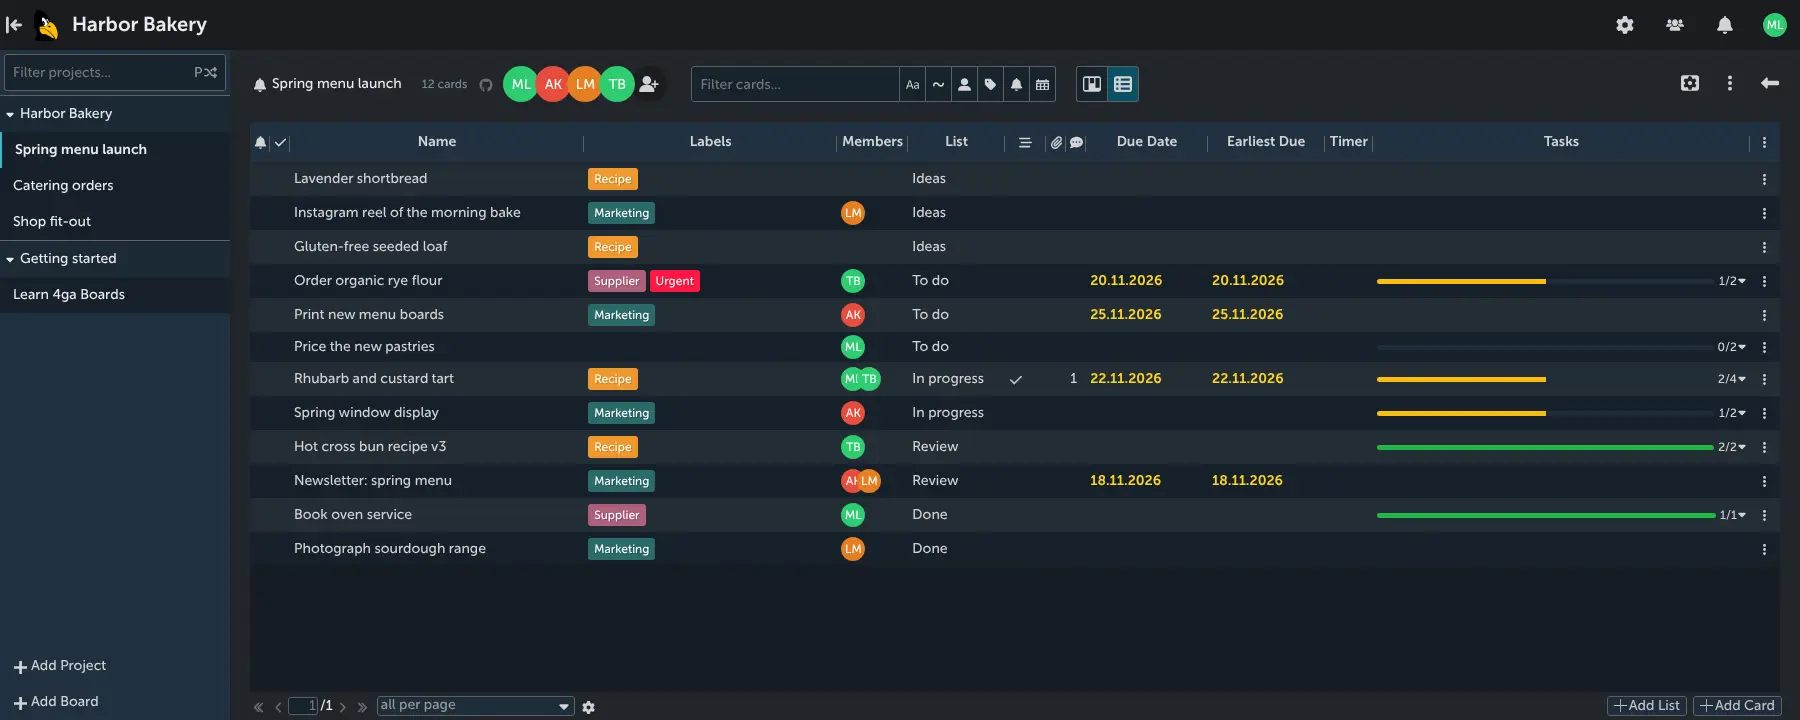 Harbor Bakery
ML
Filter projects...
P
Harbor Bakery
Spring menu launch
Catering orders
Shop fit-out
Getting started
Learn 4ga Boards
Add Project
Add Board
Spring menu launch
12 cards
ML AK LM TB
Filter cards...
Aa
Name Labels Members List Due Date Earliest Due Timer Tasks
Lavender shortbread Recipe Ideas
Instagram reel of the morning bake Marketing LM Ideas
Gluten-free seeded loaf Recipe Ideas
Order organic rye flour Supplier Urgent TB To do 20.11.2026 20.11.2026 1/2
Print new menu boards Marketing AK To do 25.11.2026 25.11.2026
Price the new pastries ML To do 0/2
Rhubarb and custard tart Recipe TB In progress 1 22.11.2026 22.11.2026 2/4
Spring window display Marketing AK In progress 1/2
Hot cross bun recipe v3 Recipe TB Review 2/2
Newsletter: spring menu Marketing LM Review 18.11.2026 18.11.2026
Book oven service Supplier ML Done 1/1
Photograph sourdough range Marketing LM Done
1 /1
all per page
Add List
Add Card